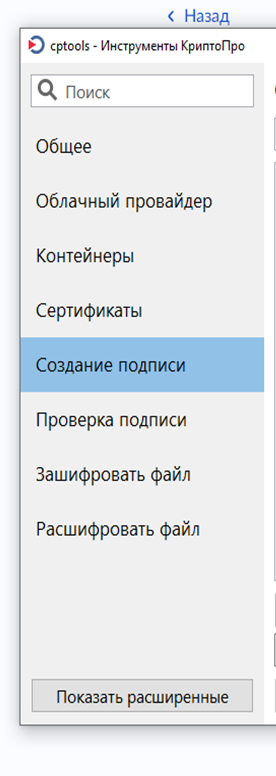 ‹ Назад
cptools - Инструменты КриптоПро
Поиск
Общее
Облачный провайдер
Контейнеры
Сертификаты
Создание подписи
Проверка подписи
Зашифровать файл
Расшифровать файл
Показать расширенные